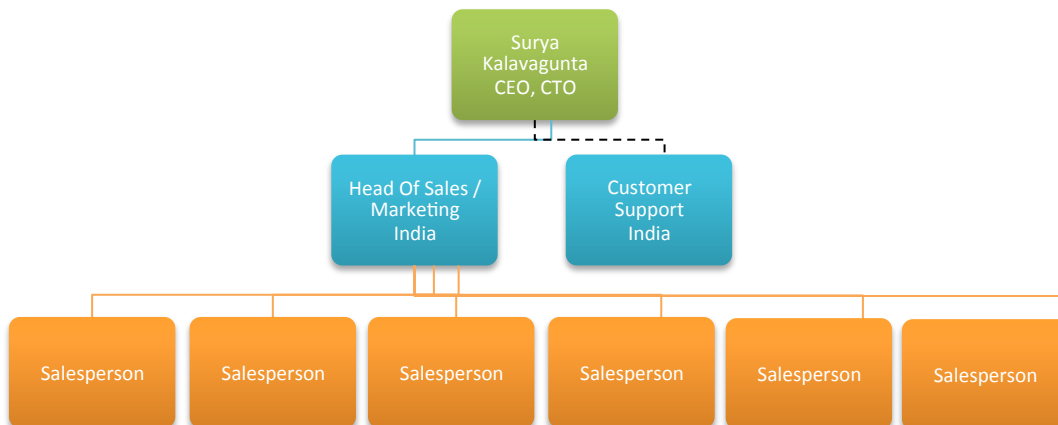 Surya
Kalavagunta
CEO, CTO
Head Of Sales /
Marketing
India
Customer
Support
India
Salesperson
Salesperson
Salesperson
Salesperson
Salesperson
Salesperson